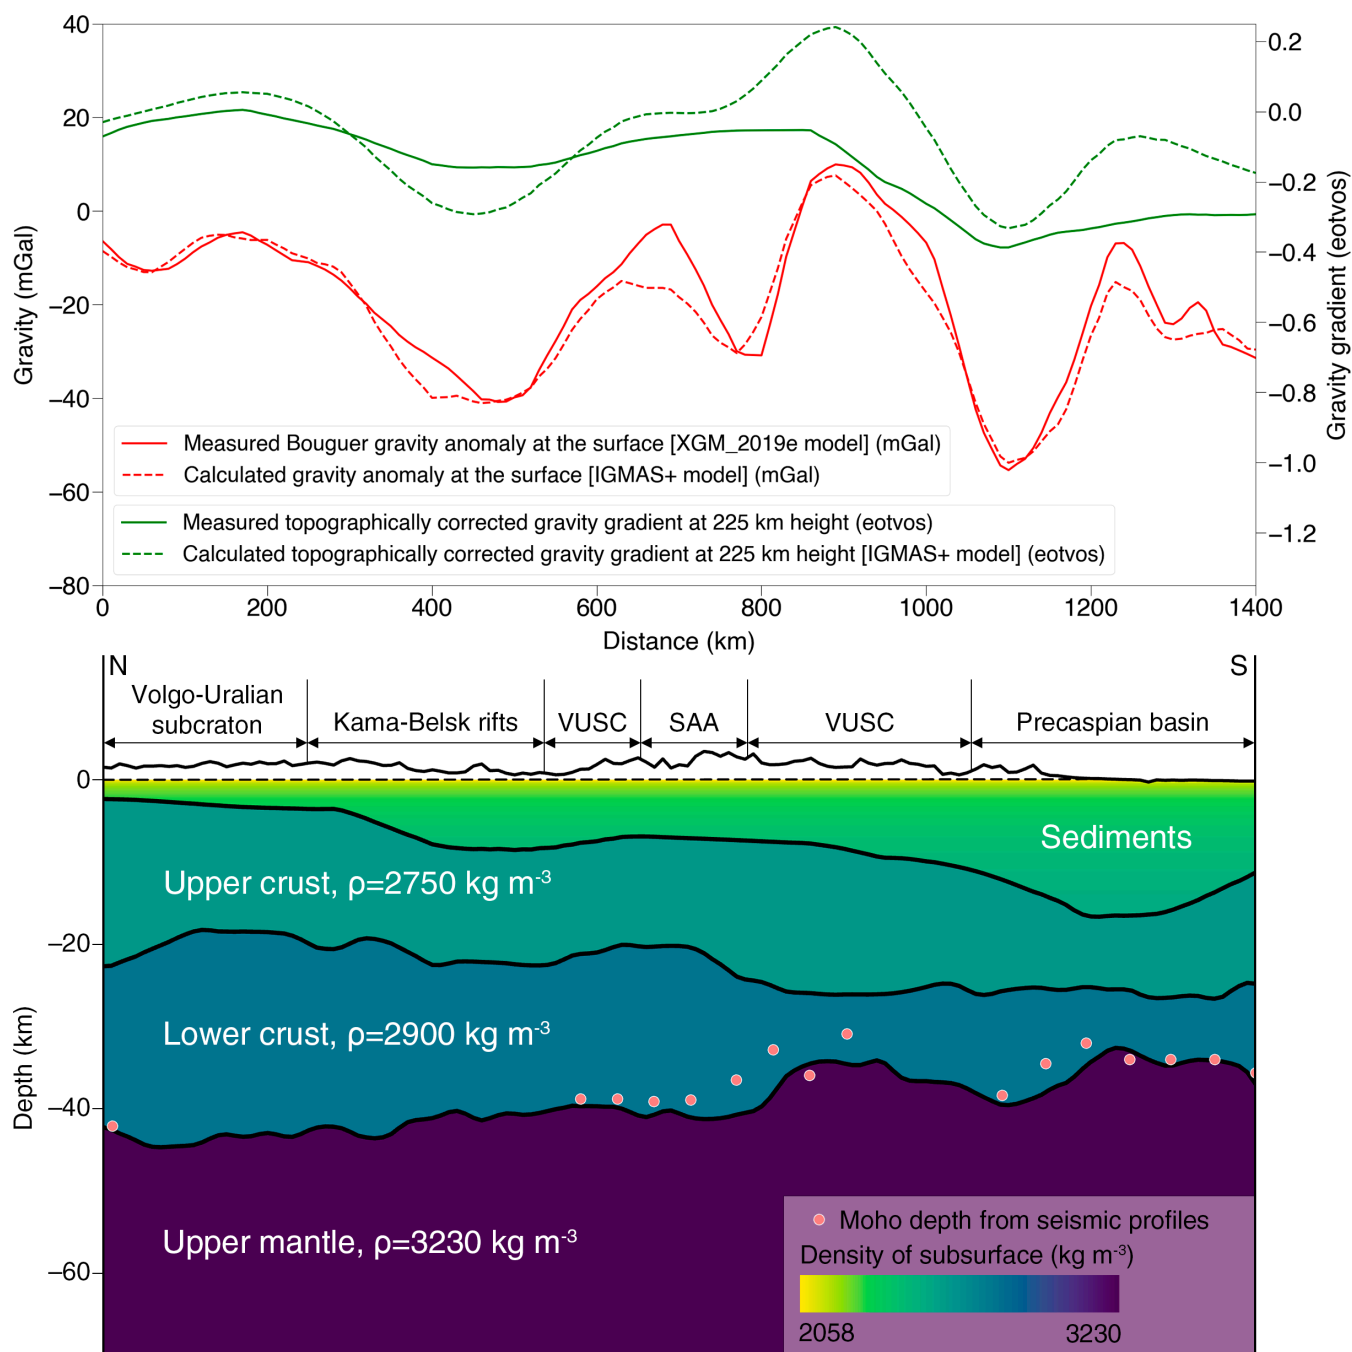 40
20
0
−20
−40
−60
−80
Gravity (mGal)
0.2
0.0
−0.2
−0.4
−0.6
−0.8
−1.0
−1.2
Gravity gradient (eotvos)
Measured Bouguer gravity anomaly at the surface [XGM_2019e model] (mGal)
Calculated gravity anomaly at the surface [IGMAS+ model] (mGal)
Measured topographically corrected gravity gradient at 225 km height (eotvos)
Calculated topographically corrected gravity gradient at 225 km height [IGMAS+ model] (eotvos)
0 200 400 600 800 1000 1200 1400
Distance (km)
N S
Volgo-Uralian
subcraton
Kama-Belsk rifts
VUSC
SAA
VUSC
Precaspian basin
0
−20
−40
−60
Depth (km)
Sediments
Upper crust, ρ=2750 kg m⁻³
Lower crust, ρ=2900 kg m⁻³
Upper mantle, ρ=3230 kg m⁻³
Moho depth from seismic profiles
Density of subsurface (kg m⁻³)
2058 3230